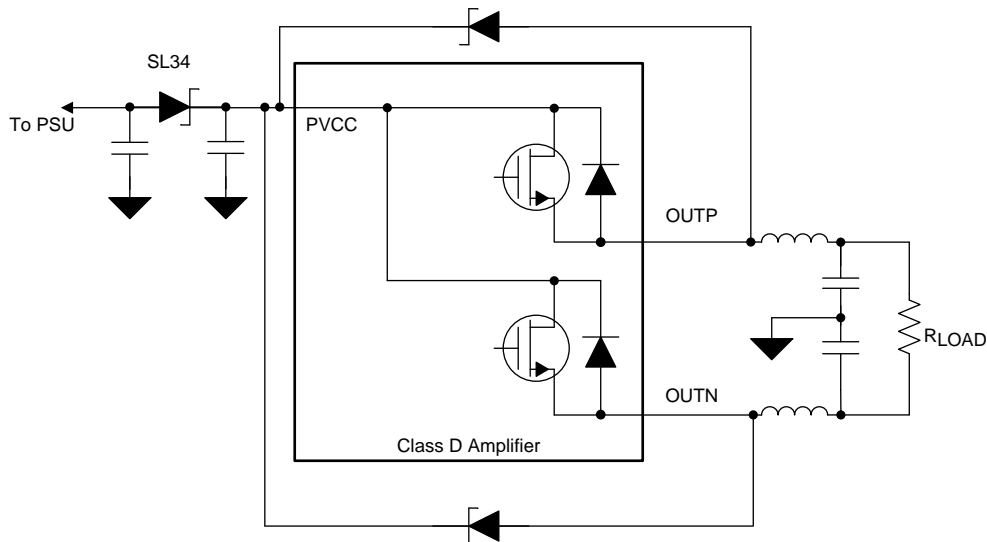 SL34
To PSU
PVCC
OUTP
RLOAD
OUTN
Class D Amplifier